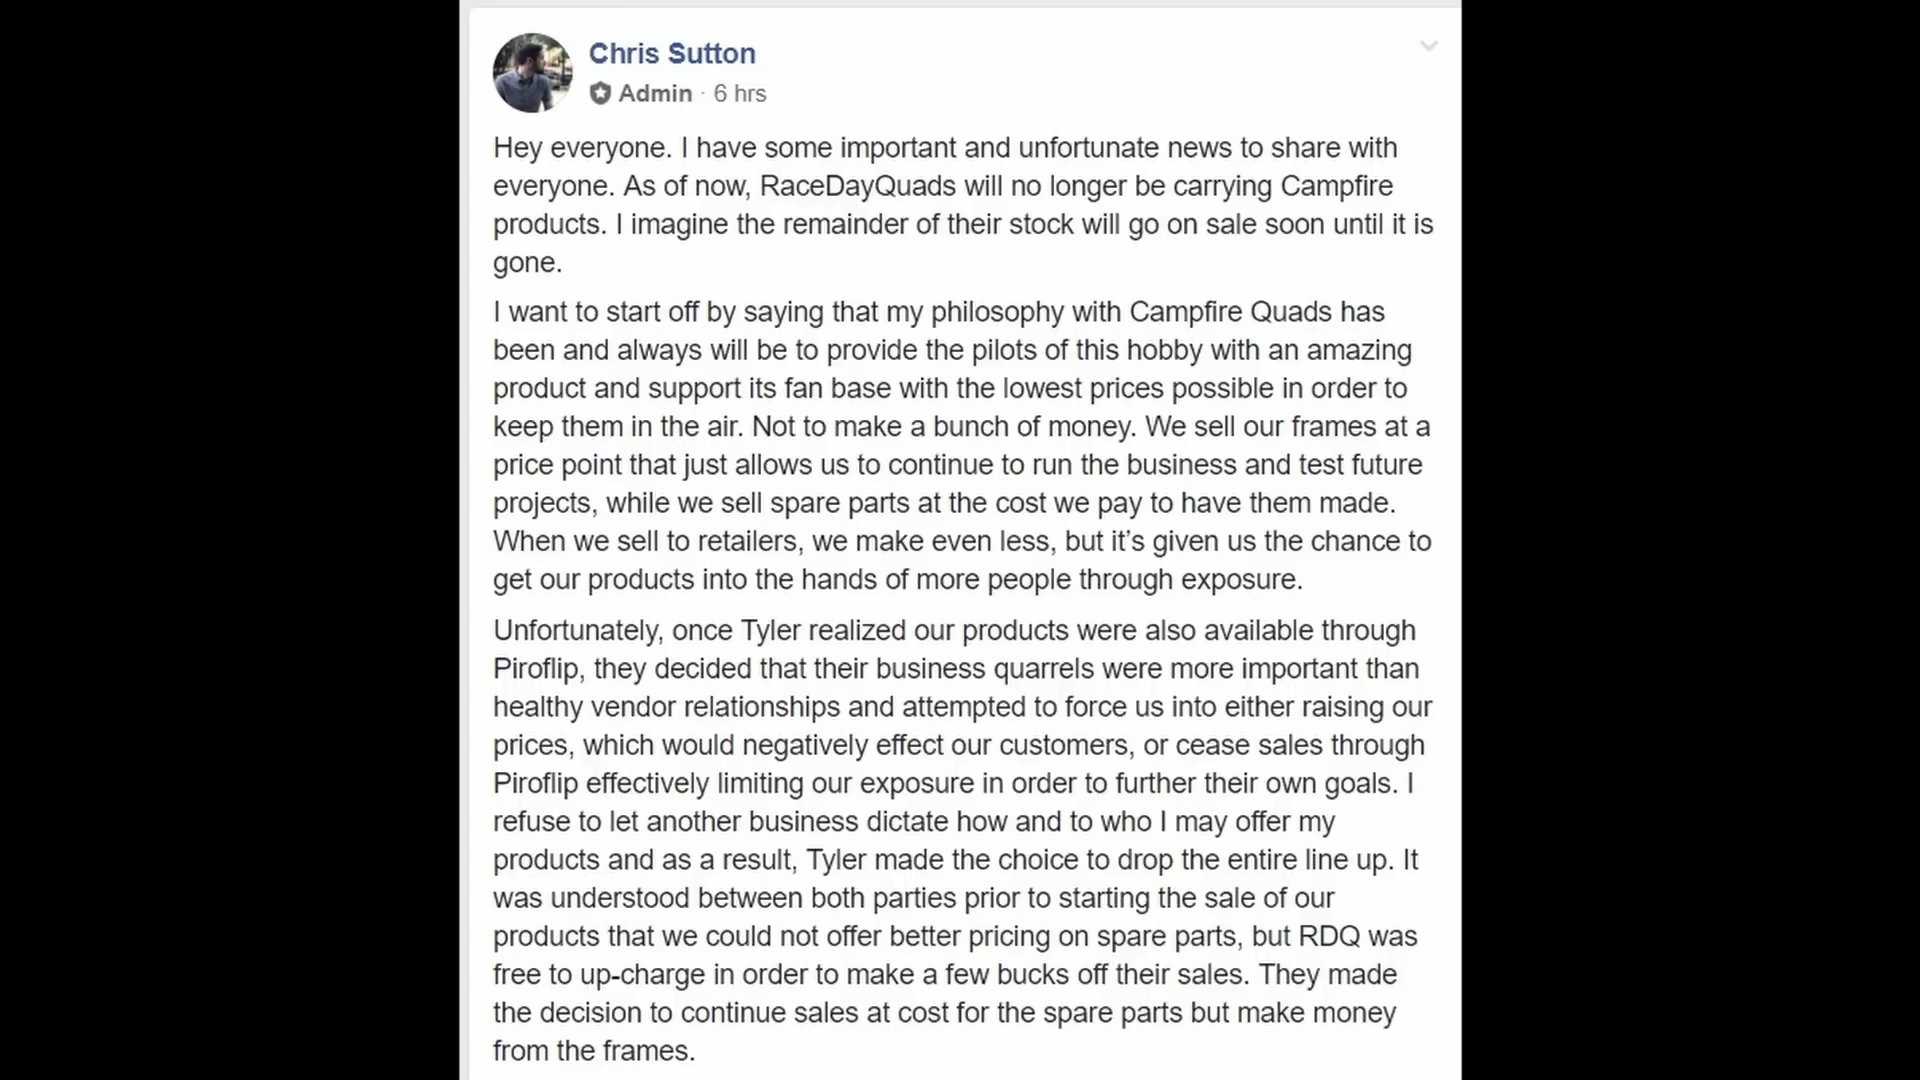 Chris Sutton
Admin · 6 hrs
Hey everyone. I have some important and unfortunate news to share with
everyone. As of now, RaceDayQuads will no longer be carrying Campfire
products. I imagine the remainder of their stock will go on sale soon until it is
gone.
I want to start off by saying that my philosophy with Campfire Quads has
been and always will be to provide the pilots of this hobby with an amazing
product and support its fan base with the lowest prices possible in order to
keep them in the air. Not to make a bunch of money. We sell our frames at a
price point that just allows us to continue to run the business and test future
projects, while we sell spare parts at the cost we pay to have them made.
When we sell to retailers, we make even less, but it’s given us the chance to
get our products into the hands of more people through exposure.
Unfortunately, once Tyler realized our products were also available through
Piroflip, they decided that their business quarrels were more important than
healthy vendor relationships and attempted to force us into either raising our
prices, which would negatively effect our customers, or cease sales through
Piroflip effectively limiting our exposure in order to further their own goals. I
refuse to let another business dictate how and to who I may offer my
products and as a result, Tyler made the choice to drop the entire line up. It
was understood between both parties prior to starting the sale of our
products that we could not offer better pricing on spare parts, but RDQ was
free to up-charge in order to make a few bucks off their sales. They made
the decision to continue sales at cost for the spare parts but make money
from the frames.